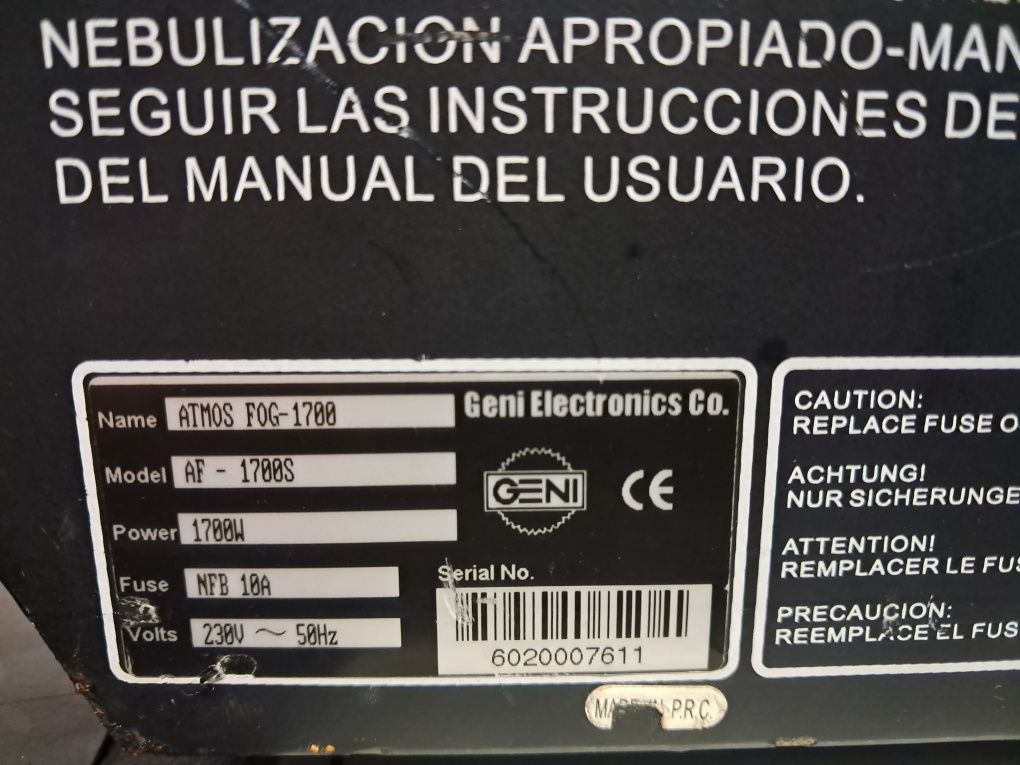 NEBULIZACION APROPIADO-MAN
SEGUIR LAS INSTRUCCIONES DE
DEL MANUAL DEL USUARIO.
Name ATMOS FOG-1700
Geni Electronics Co.
Model AF - 1700S
GENI CE
Power 1700W
Fuse NFB 10A
Volts 230V ~ 50Hz
Serial No.
6020007611
MADE IN P.R.C.
CAUTION:
REPLACE FUSE O
ACHTUNG!
NUR SICHERUNGE
ATTENTION!
REMPLACER LE FUS
PRECAUCION:
REEMPLACE EL FUS